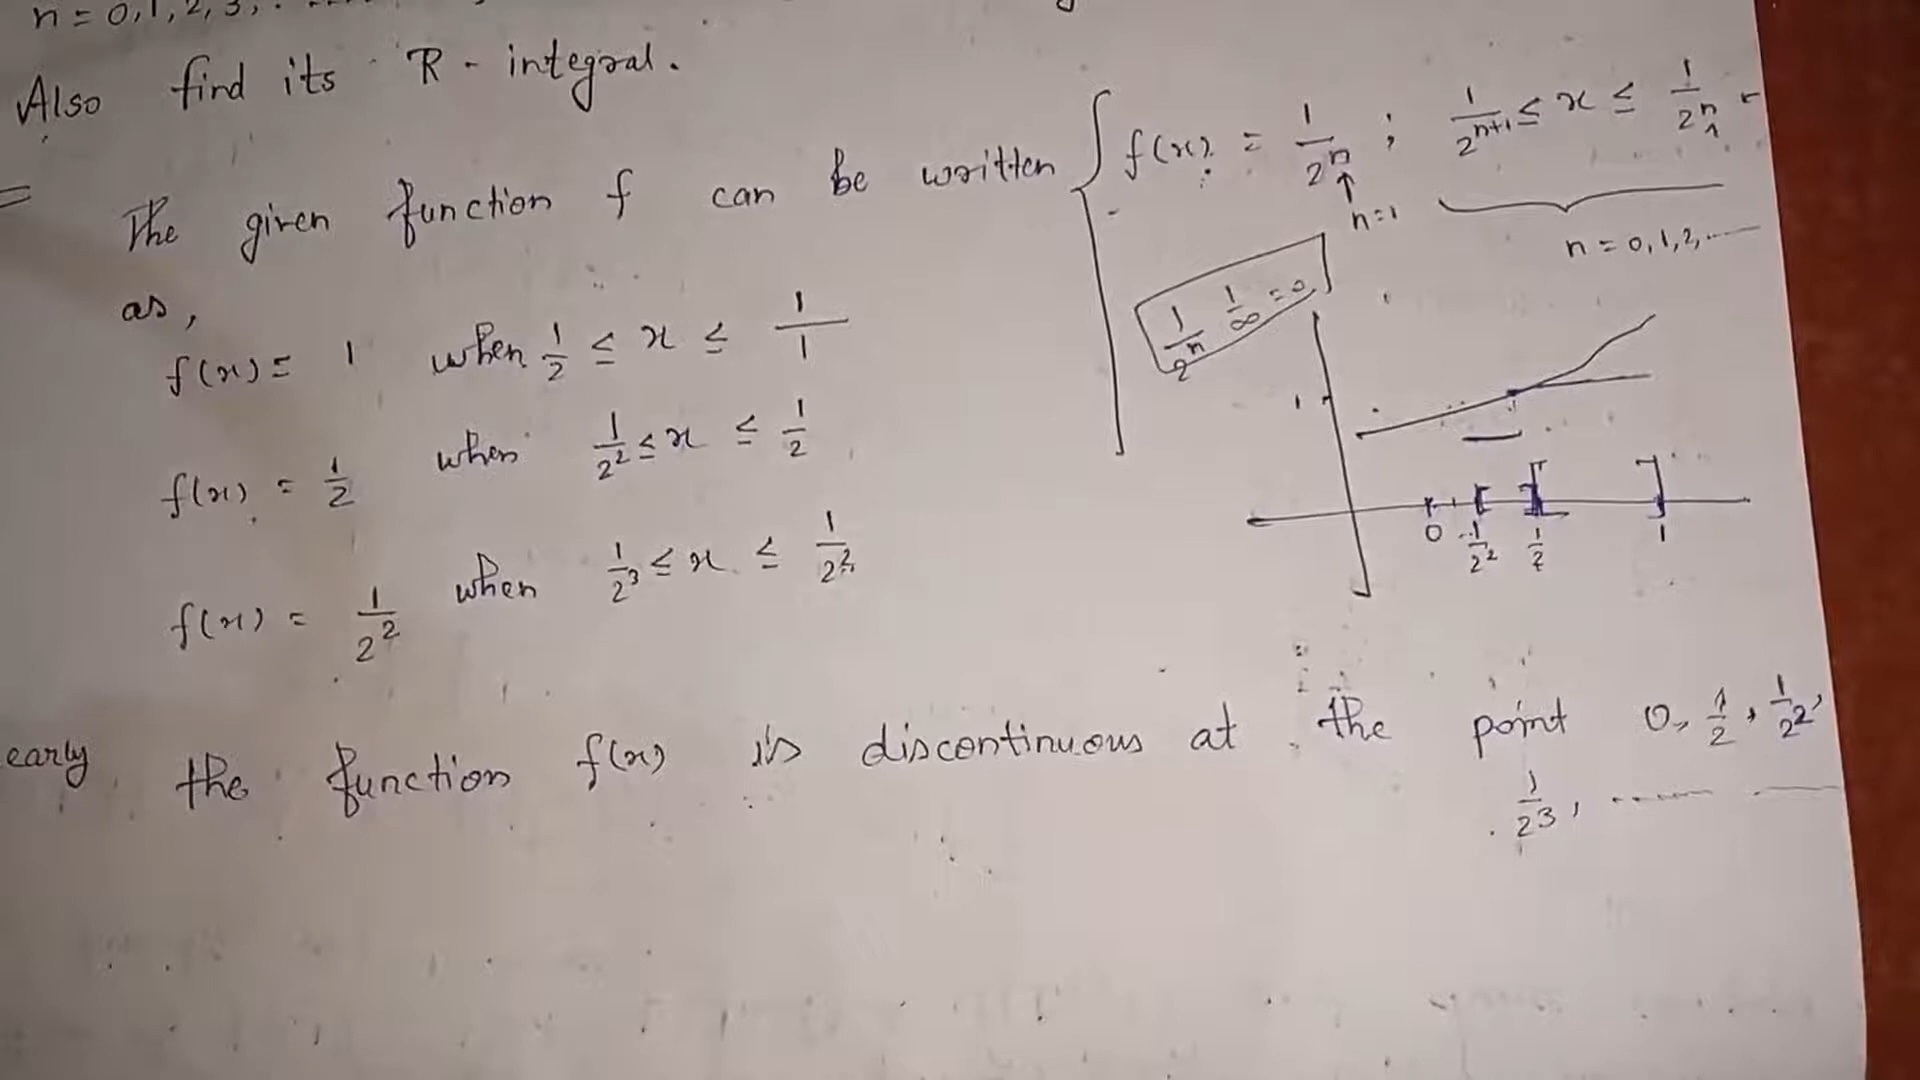 n = 0, 1, 2, 3, .....
Also find its R - integral.
The given function f can be written
as,
{ f(x) = 1/2^n ; 1/2^(n+1) ≤ x ≤ 1/2^n
n=1
n = 0, 1, 2, .....
1/2^n 1/∞ = 0
f(x) = 1 when 1/2 ≤ x ≤ 1/1
f(x) = 1/2 when 1/2^2 ≤ x ≤ 1/2
f(x) = 1/2^2 when 1/2^3 ≤ x ≤ 1/2^2
1
0 1/2^2 1/2 1
early the function f(x) is discontinuous at the point 0, 1/2, 1/2^2,
1/2^3, .....